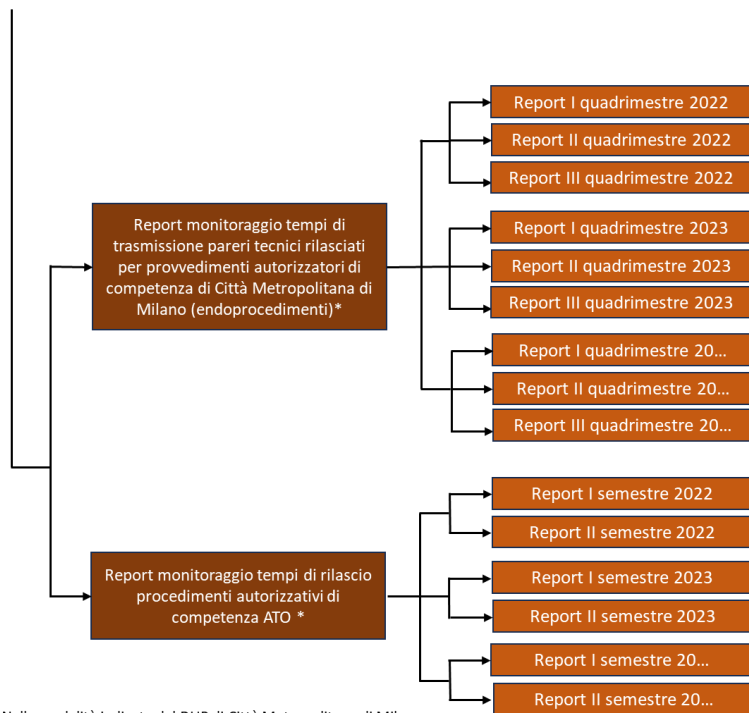 Report I quadrimestre 2022
Report II quadrimestre 2022
Report III quadrimestre 2022
Report monitoraggio tempi di
trasmissione pareri tecnici rilasciati
per provvedimenti autorizzatori di
competenza di Città Metropolitana di
Milano (endoprocedimenti)*
Report I quadrimestre 2023
Report II quadrimestre 2023
Report III quadrimestre 2023
Report I quadrimestre 20...
Report II quadrimestre 20...
Report III quadrimestre 20...
Report monitoraggio tempi di rilascio
procedimenti autorizzativi di
competenza ATO *
Report I semestre 2022
Report II semestre 2022
Report I semestre 2023
Report II semestre 2023
Report I semestre 20...
Report II semestre 20...